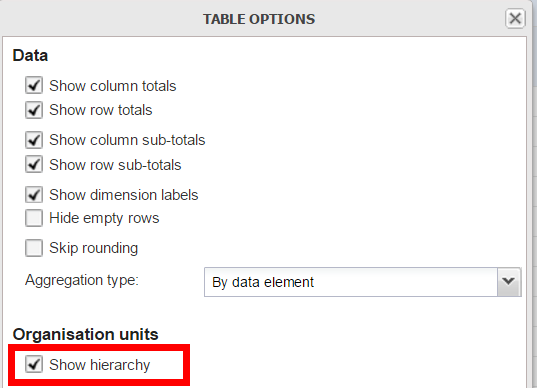 TABLE OPTIONS
Data
Show column totals
Show row totals
Show column sub-totals
Show row sub-totals
Show dimension labels
Hide empty rows
Skip rounding
Aggregation type: By data element
Organisation units
Show hierarchy